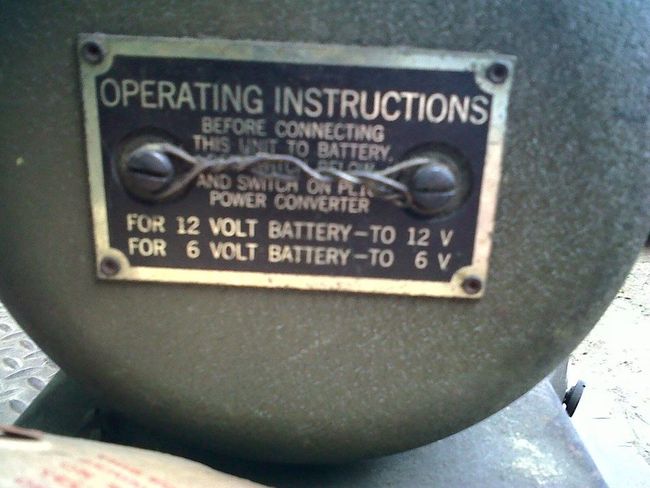 OPERATING INSTRUCTIONS
BEFORE CONNECTING
THIS UNIT TO BATTERY,
BELOW
AND SWITCH ON
POWER CONVERTER
FOR 12 VOLT BATTERY-TO 12 V
FOR 6 VOLT BATTERY-TO 6 V